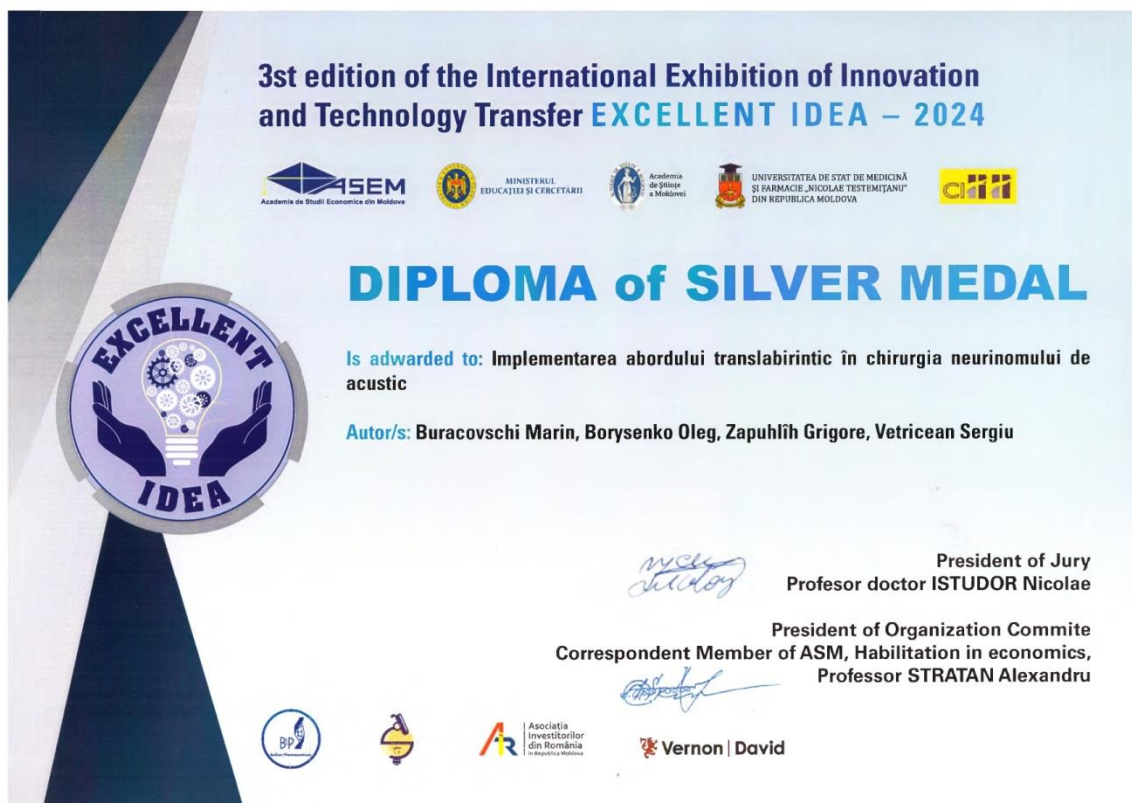 3st edition of the International Exhibition of Innovation
and Technology Transfer EXCELLENT IDEA – 2024
ASEM
Academia de Studii Economice din Moldova
MINISTERUL
EDUCAȚIEI ȘI CERCETĂRII
Academia
de Științe
a Moldovei
UNIVERSITATEA DE STAT DE MEDICINĂ
ȘI FARMACIE „NICOLAE TESTEMIȚANU”
DIN REPUBLICA MOLDOVA
DIPLOMA of SILVER MEDAL
EXCELLENT
IDEA
Is adwarded to: Implementarea abordului translabirintic în chirurgia neurinomului de
acustic
Autor/s: Buracovschi Marin, Borysenko Oleg, Zapuhlîh Grigore, Vetricean Sergiu
President of Jury
Profesor doctor ISTUDOR Nicolae
President of Organization Commite
Correspondent Member of ASM, Habilitation in economics,
Professor STRATAN Alexandru
BP
AIR
Asociația
Investitorilor
din România
în Republica Moldova
Vernon | David